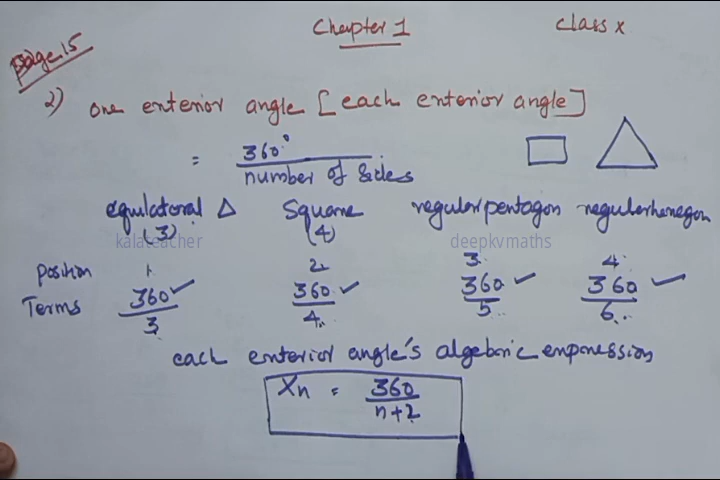 Chapter 1 class x
page 15
2) one exterior angle [each exterior angle]
= 360°
number of sides
equilatoral Δ square regular pentagon regular hexagon
(3) (4)
kalateacher deepkvmaths
position 1. 2. 3. 4.
Terms 360 ✓ 360 ✓ 360 ✓ 360 ✓
3 4 5 6
each exterior angle's algebric expression
Xn = 360
n+2